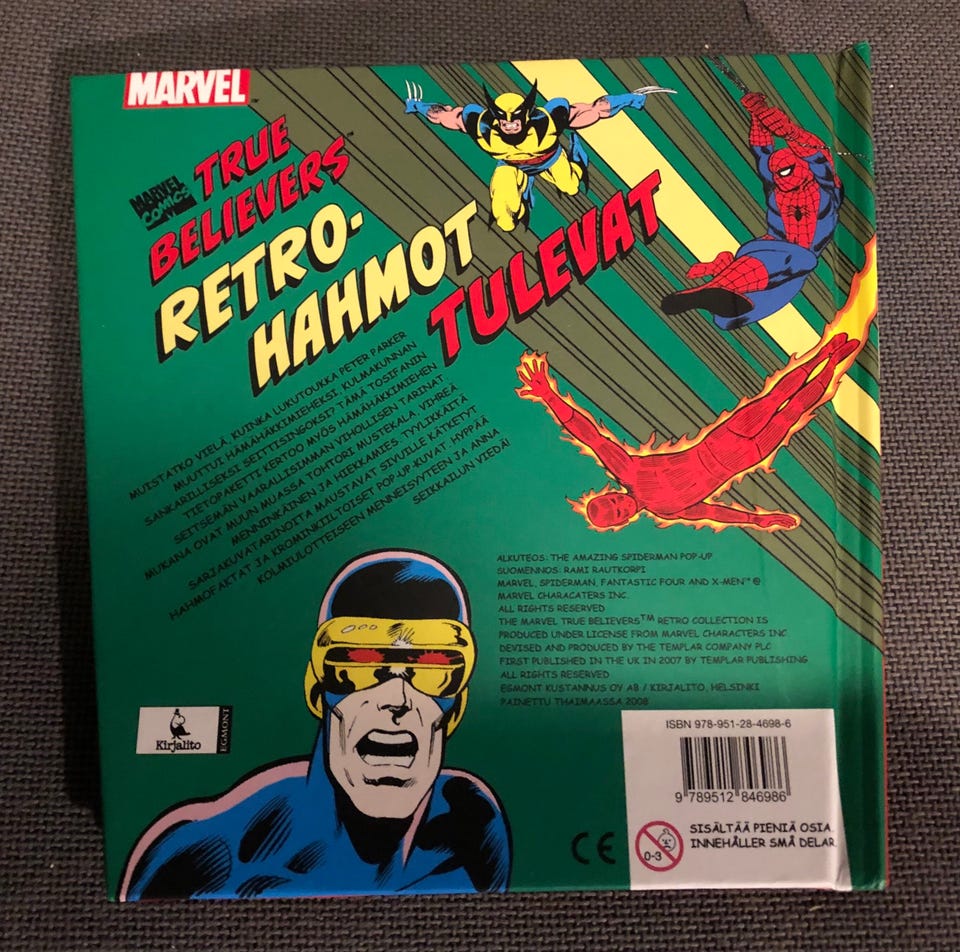 MARVEL
MARVEL
COMICS
TRUE
BELIEVERS™
RETRO-
HAHMOT
TULEVAT
MUISTATKO VIELÄ, KUINKA LUKUTOUKKA PETER PARKER
MUUTTUI HÄMÄHÄKKIMIEHEKSI, KULMAKUNNAN
SANKARILLISEKSI SEITTISINGOKSI? TÄMÄ TOSIFANIN
TIETOPAKETTI KERTOO MYÖS HÄMÄHÄKKIMIEHEN
SEITSEMÄN VAARALLISIMMAN VIHOLLISEN TARINAT
MUKANA OVAT MUUN MUASSA TOHTORI MUSTEKALA, VIHREÄ
MENNINKÄINEN JA HIEKKAMIES. TYYLIKKÄITÄ
SARJAKUVATARINOITA MAUSTAVAT SIVUILLE KÄTKETYT
HAHMOFAKTAT JA KROMINKIILTOISET POP-UP-KUVAT. HYPPÄÄ
KOLMIULOTTEISEEN MENNEISYYTEEN JA ANNA
SEIKKAILUN VIEDÄ!
ALKUTEOS: THE AMAZING SPIDERMAN POP-UP
SUOMENNOS: RAMI RAUTKORPI
MARVEL, SPIDERMAN, FANTASTIC FOUR AND X-MEN™ ©
MARVEL CHARACATERS INC.
ALL RIGHTS RESERVED
THE MARVEL TRUE BELIEVERS™ RETRO COLLECTION IS
PRODUCED UNDER LICENSE FROM MARVEL CHARACTERS INC
DEVISED AND PRODUCED BY THE TEMPLAR COMPANY PLC
FIRST PUBLISHED IN THE UK IN 2007 BY TEMPLAR PUBLISHING
ALL RIGHTS RESERVED
EGMONT KUSTANNUS OY AB / KIRJALITO, HELSINKI
PAINETTU THAIMAASSA 2008
Kirjalito
EGMONT
ISBN 978-951-28-4698-6
9 789512 846986
CE
0-3
SISÄLTÄÄ PIENIÄ OSIA.
INNEHÅLLER SMÅ DELAR.